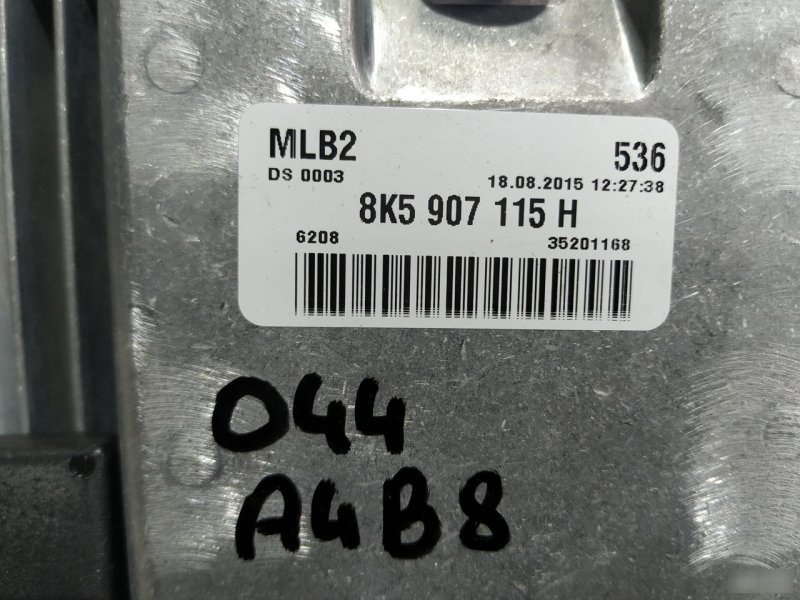 MLB2 536
DS 0003 18.08.2015 12:27:38
8K5 907 115 H
6208 35201168
044
A4B8